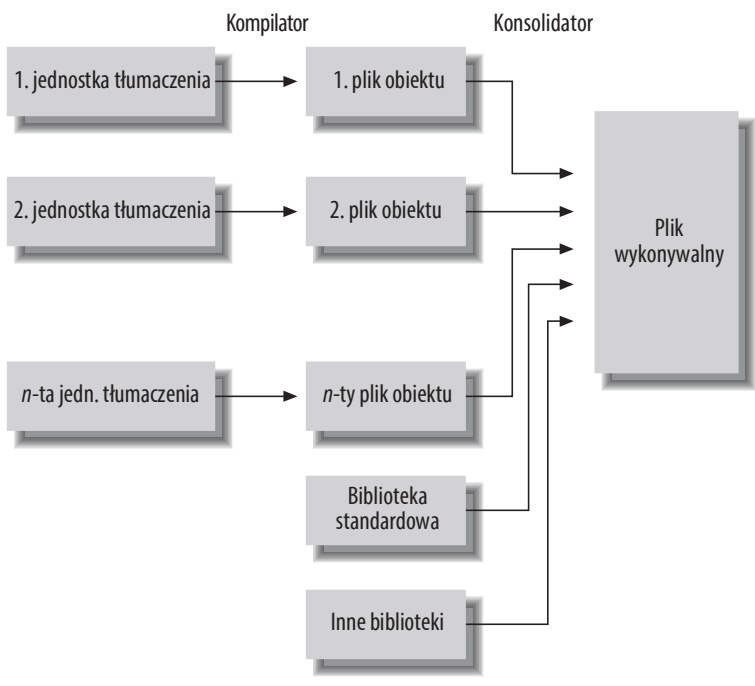 Kompilator
Konsolidator
1. jednostka tłumaczenia
1. plik obiektu
2. jednostka tłumaczenia
2. plik obiektu
Plik
wykonywalny
n-ta jedn. tłumaczenia
n-ty plik obiektu
Biblioteka
standardowa
Inne biblioteki